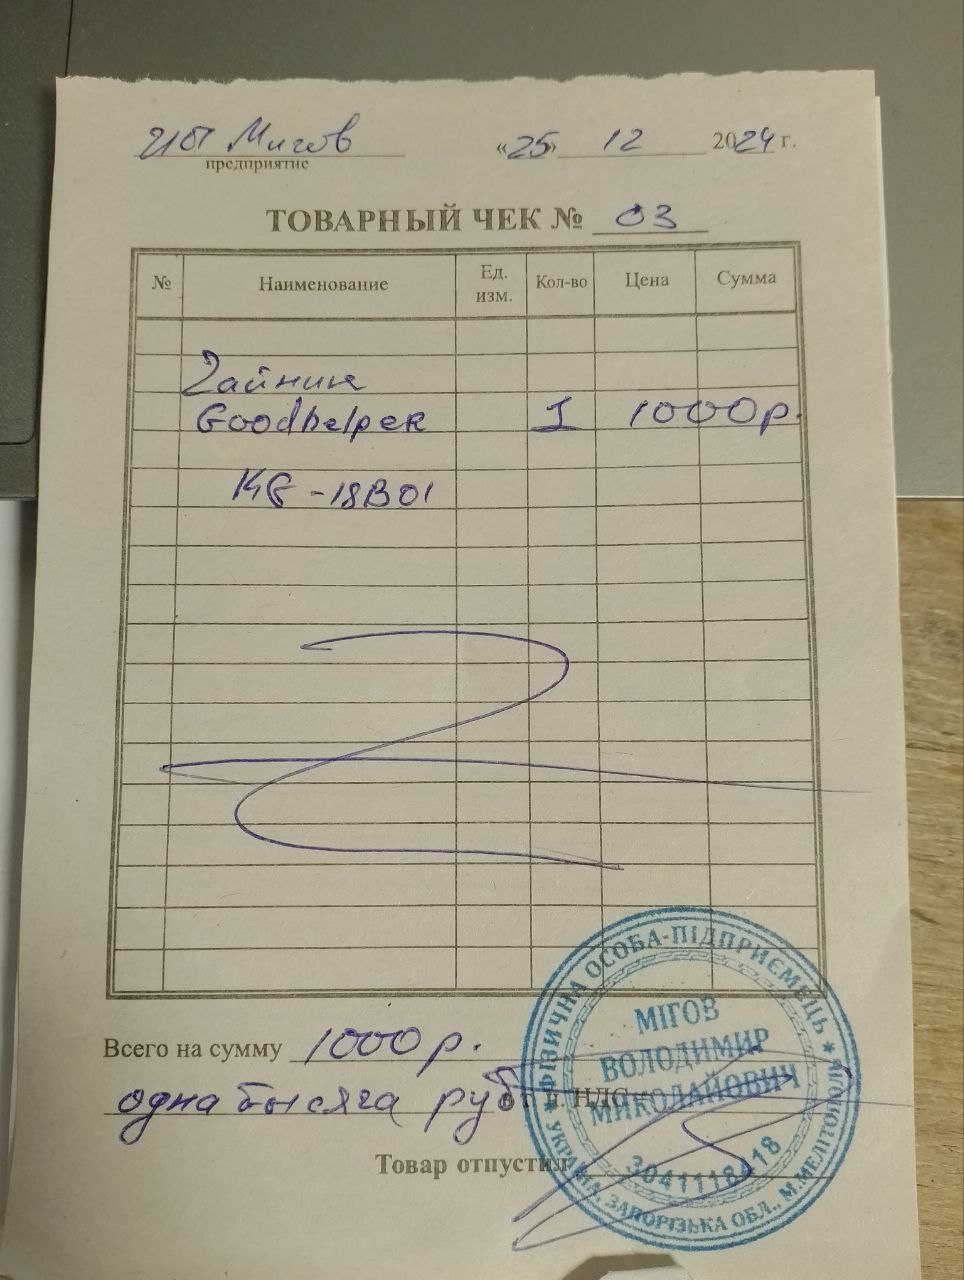 ИП Мигов «25» 12 2024 г.
предприятие
ТОВАРНЫЙ ЧЕК № 03
№ Наименование Ед. изм. Кол-во Цена Сумма
Чайник
Goodhelper 1 1000р.
KG-18B01
Всего на сумму 1000р.
одна тысяча руб НДС
Товар отпустил
ФІЗИЧНА ОСОБА-ПІДПРИЄМЕЦЬ
МІГОВ
ВОЛОДИМИР
МИКОЛАЙОВИЧ
3041118418
УКРАЇНА, ЗАПОРІЗЬКА ОБЛ., М.МЕЛІТОПОЛЬ